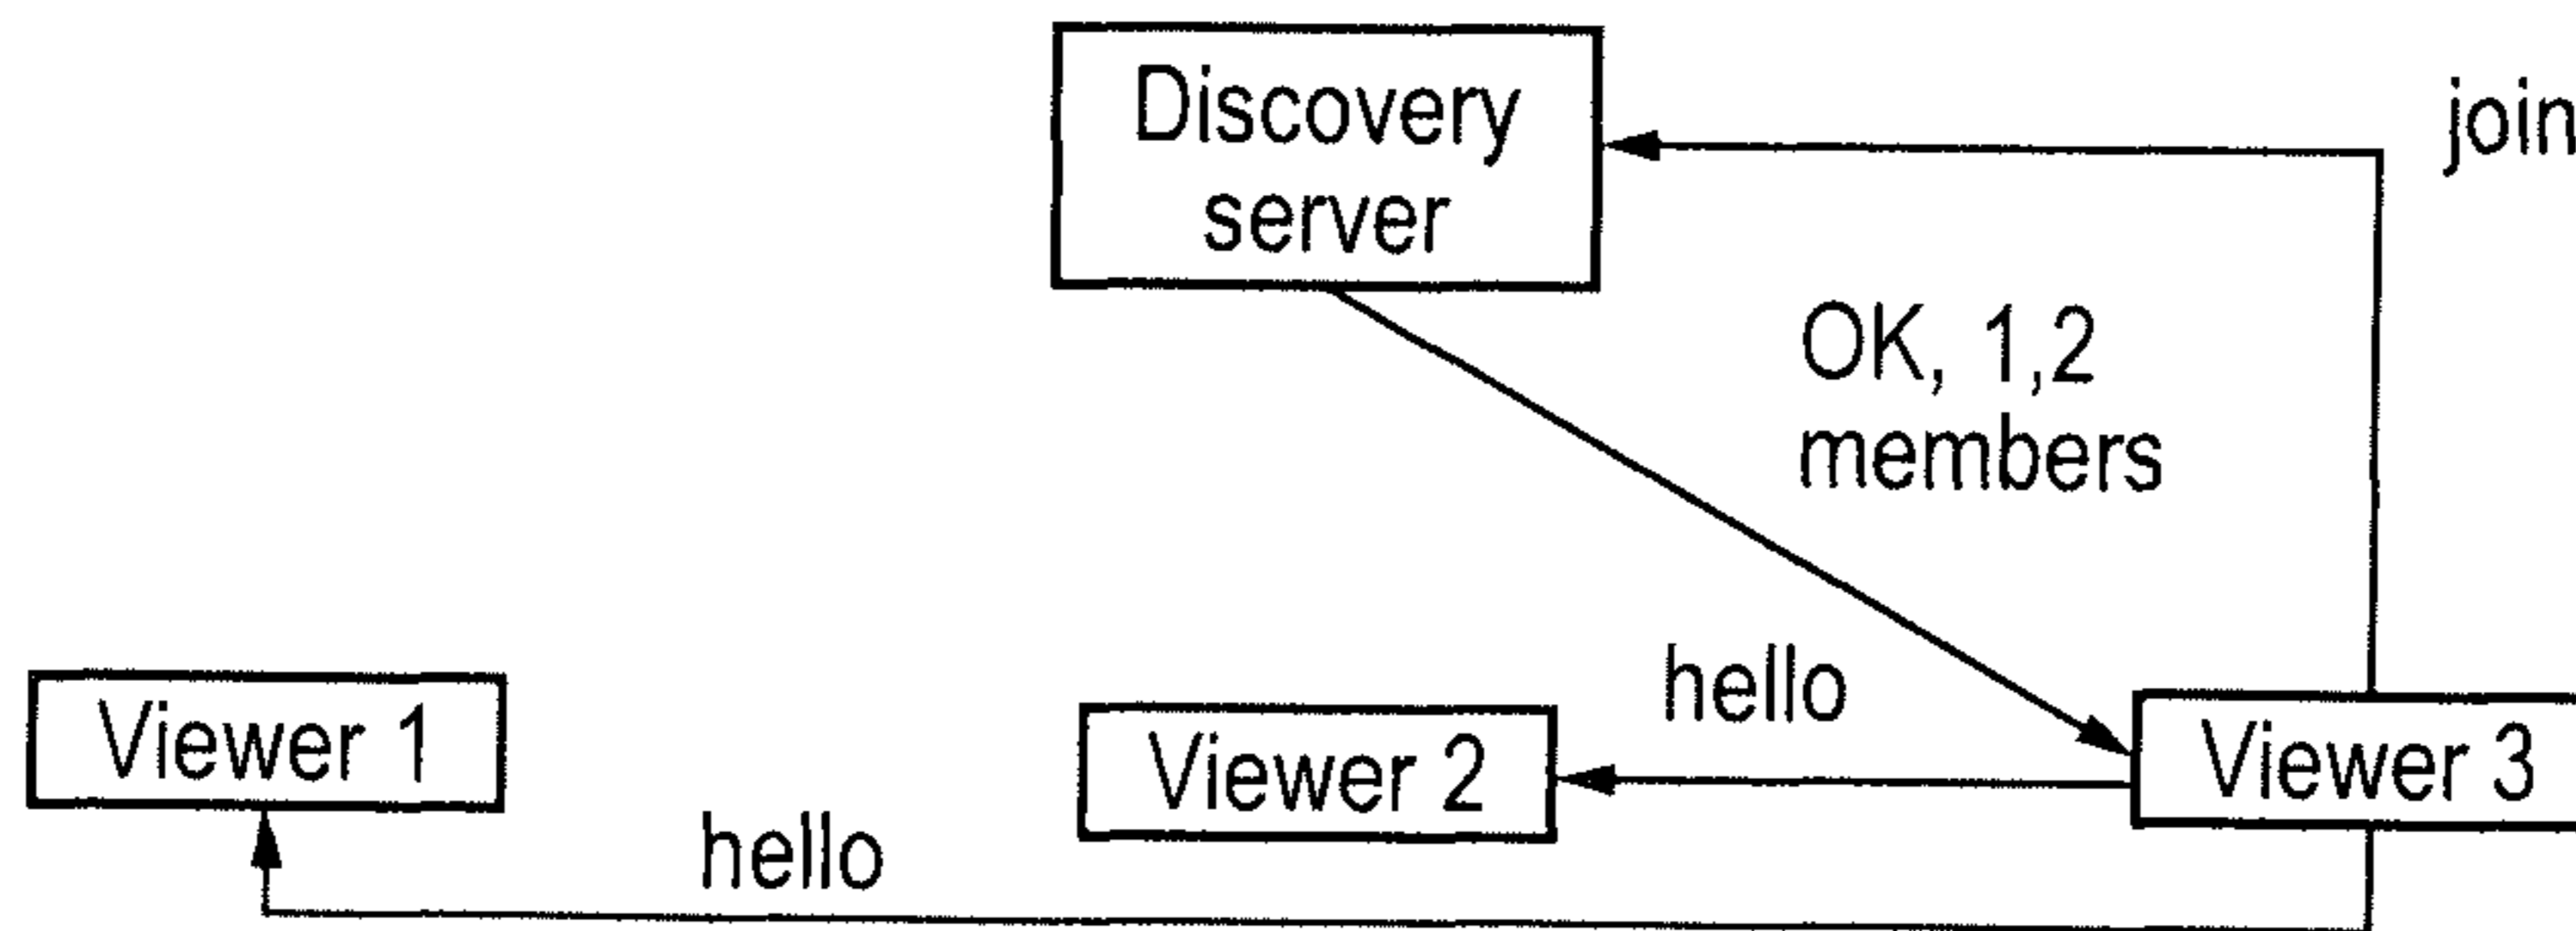 Discovery
server
join
OK, 1,2
members
hello
Viewer 1
Viewer 2
Viewer 3
hello